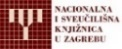 NACIONALNA
I SVEUČILIŠNA
KNJIŽNICA
U ZAGREBU